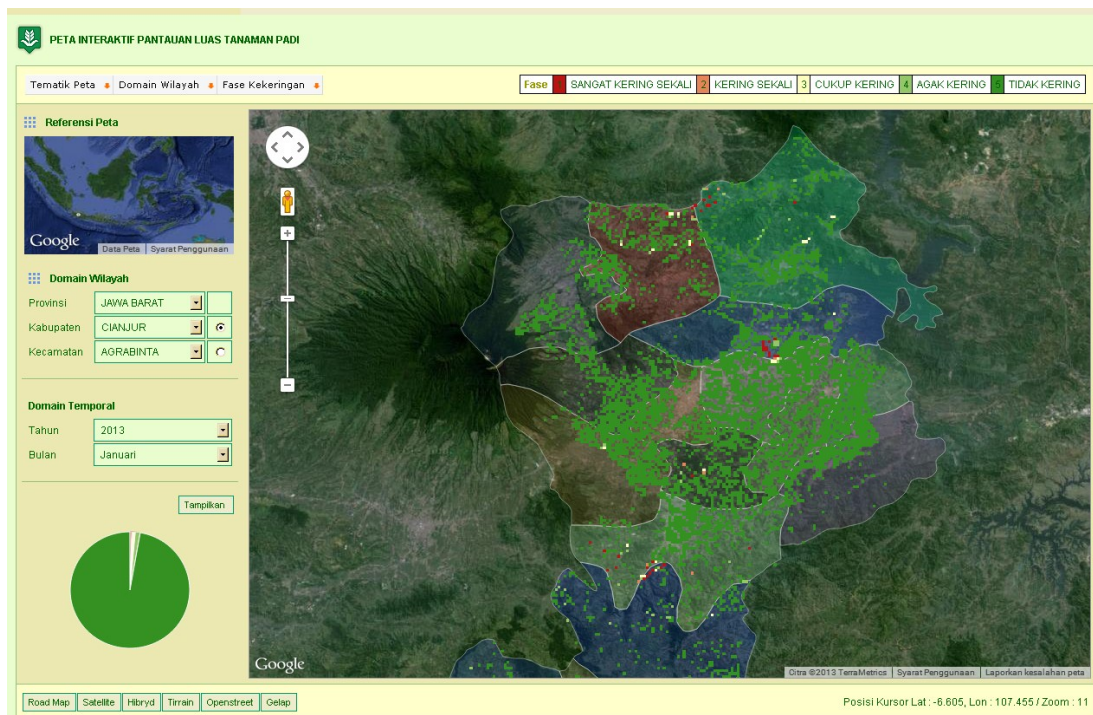 PETA INTERAKTIF PANTAUAN LUAS TANAMAN PADI
Tematik Peta Domain Wilayah Fase Kekeringan
Fase 1 SANGAT KERING SEKALI 2 KERING SEKALI 3 CUKUP KERING 4 AGAK KERING 5 TIDAK KERING
Referensi Peta
Google
Data Peta Syarat Penggunaan
Domain Wilayah
Provinsi JAWA BARAT
Kabupaten CIANJUR
Kecamatan AGRABINTA
Domain Temporal
Tahun 2013
Bulan Januari
Tampilkan
Google
Citra ©2013 TerraMetrics Syarat Penggunaan Laporkan kesalahan peta
Road Map Satellite Hibryd Tirrain Openstreet Gelap
Posisi Kursor Lat : -6.605, Lon : 107.455 / Zoom : 11